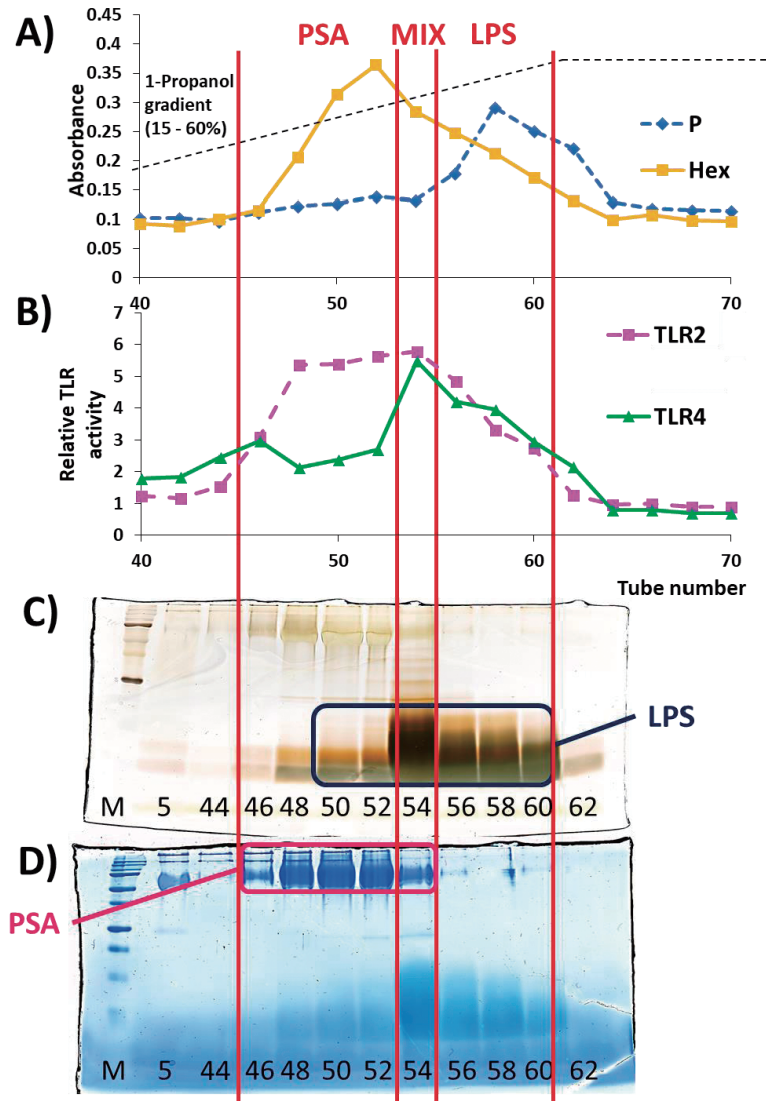 A)
PSA MIX LPS
0.45
0.4
0.35
0.3
0.25
0.2
0.15
0.1
0.05
0
Absorbance
1-Propanol
gradient
(15 - 60%)
P
Hex
40 50 60 70
B)
7
6
5
4
3
2
1
0
Relative TLR
activity
TLR2
TLR4
40 50 60 70
Tube number
C)
LPS
M 5 44 46 48 50 52 54 56 58 60 62
D)
PSA
M 5 44 46 48 50 52 54 56 58 60 62